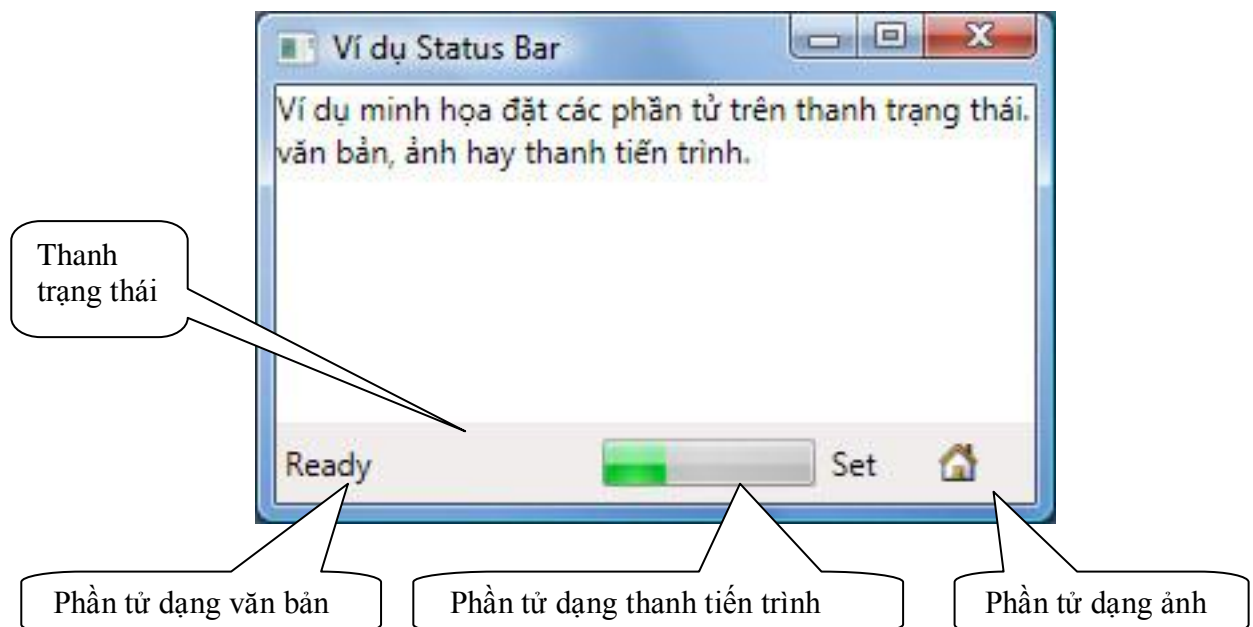 Ví dụ Status Bar
Ví dụ minh họa đặt các phần tử trên thanh trạng thái.
văn bản, ảnh hay thanh tiến trình.
Thanh
trạng thái
Ready
Set
Phần tử dạng văn bản
Phần tử dạng thanh tiến trình
Phần tử dạng ảnh